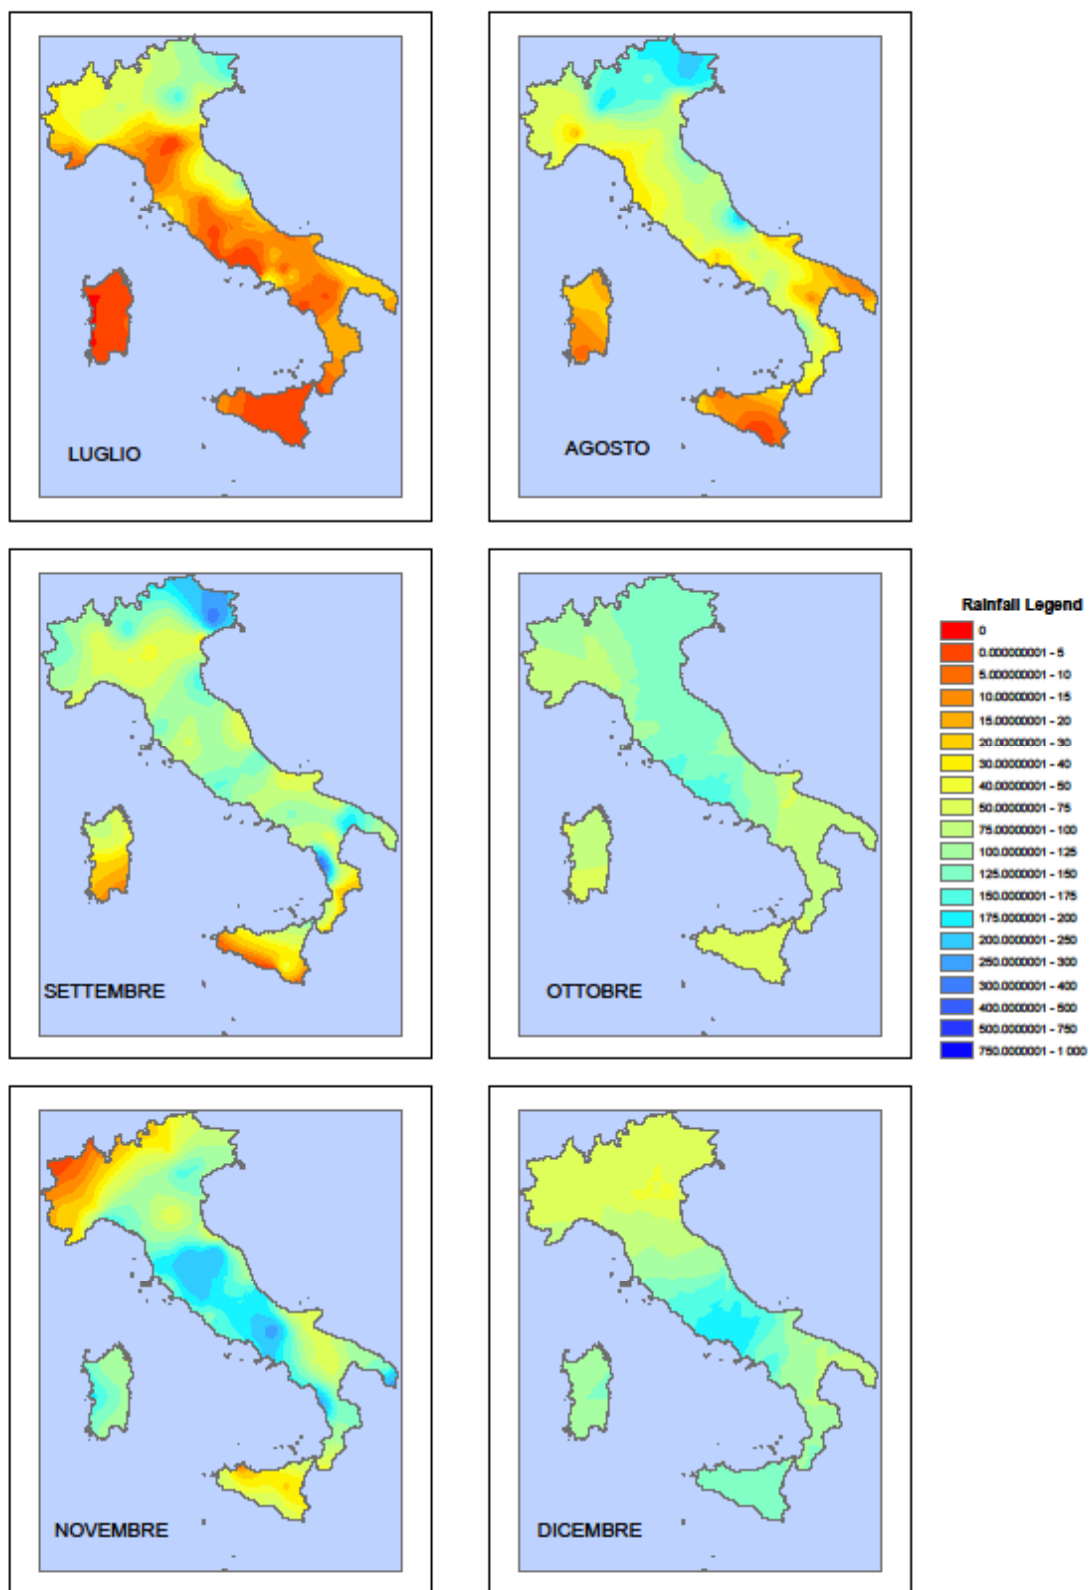 LUGLIO
AGOSTO
SETTEMBRE
OTTOBRE
Rainfall Legend
0
0.000000001 - 5
5.000000001 - 10
10.00000001 - 15
15.00000001 - 20
20.00000001 - 30
30.00000001 - 40
40.00000001 - 50
50.00000001 - 75
75.00000001 - 100
100.0000001 - 125
125.0000001 - 150
150.0000001 - 175
175.0000001 - 200
200.0000001 - 250
250.0000001 - 300
300.0000001 - 400
400.0000001 - 500
500.0000001 - 750
750.0000001 - 1 000
NOVEMBRE
DICEMBRE